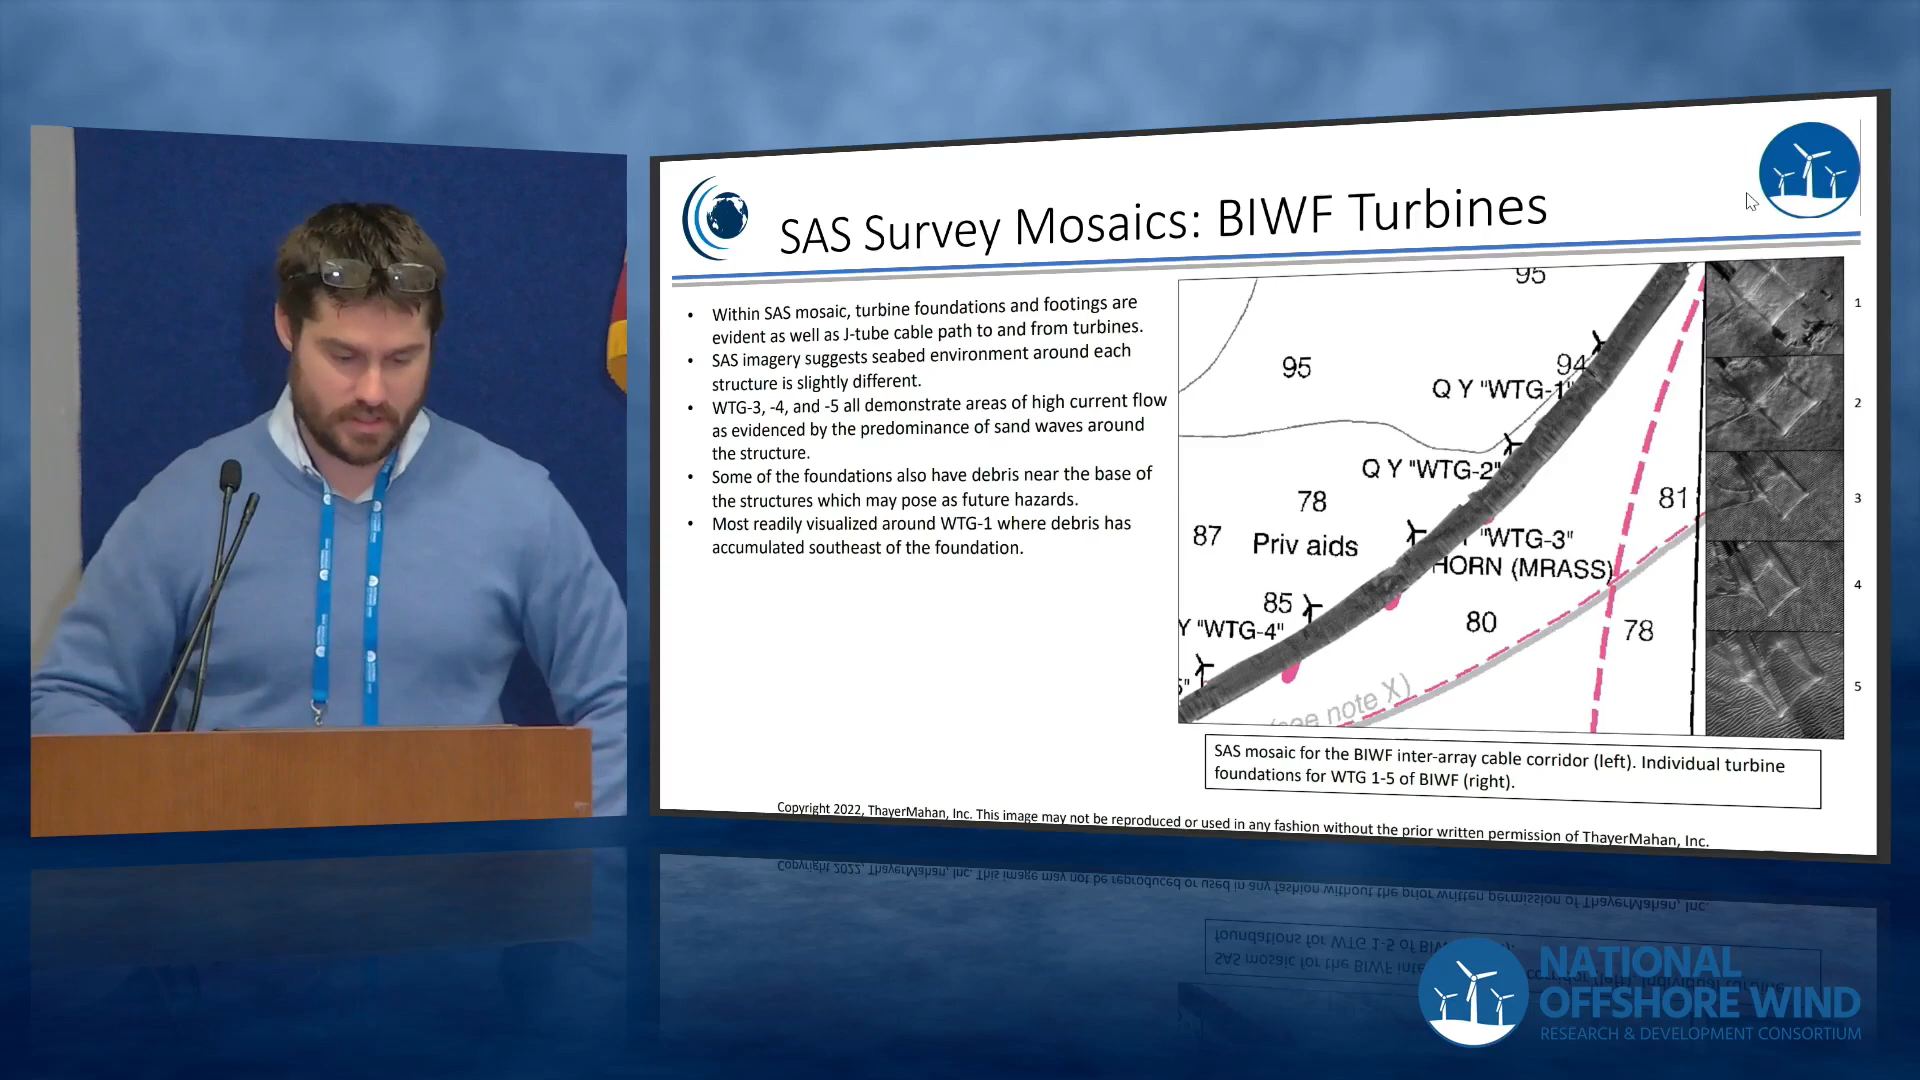 SAS Survey Mosaics: BIWF Turbines
• Within SAS mosaic, turbine foundations and footings are
evident as well as J-tube cable path to and from turbines.
• SAS imagery suggests seabed environment around each
structure is slightly different.
• WTG-3, -4, and -5 all demonstrate areas of high current flow
as evidenced by the predominance of sand waves around
the structure.
• Some of the foundations also have debris near the base of
the structures which may pose as future hazards.
• Most readily visualized around WTG-1 where debris has
accumulated southeast of the foundation.
95
95
94
Q Y "WTG-1"
Q Y "WTG-2"
78
81
87
Priv aids
"WTG-3"
HORN (MRASS)
85
80
78
Y "WTG-4"
5"
(see note X)
1
2
3
4
5
SAS mosaic for the BIWF inter-array cable corridor (left). Individual turbine
foundations for WTG 1-5 of BIWF (right).
Copyright 2022, ThayerMahan, Inc. This image may not be reproduced or used in any fashion without the prior written permission of ThayerMahan, Inc.
NATIONAL
OFFSHORE WIND
RESEARCH & DEVELOPMENT CONSORTIUM